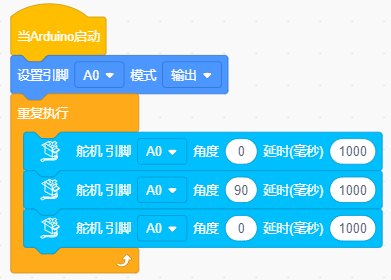 当Arduino启动
设置引脚 A0 模式 输出
重复执行
舵机 引脚 A0 角度 0 延时(毫秒) 1000
舵机 引脚 A0 角度 90 延时(毫秒) 1000
舵机 引脚 A0 角度 0 延时(毫秒) 1000